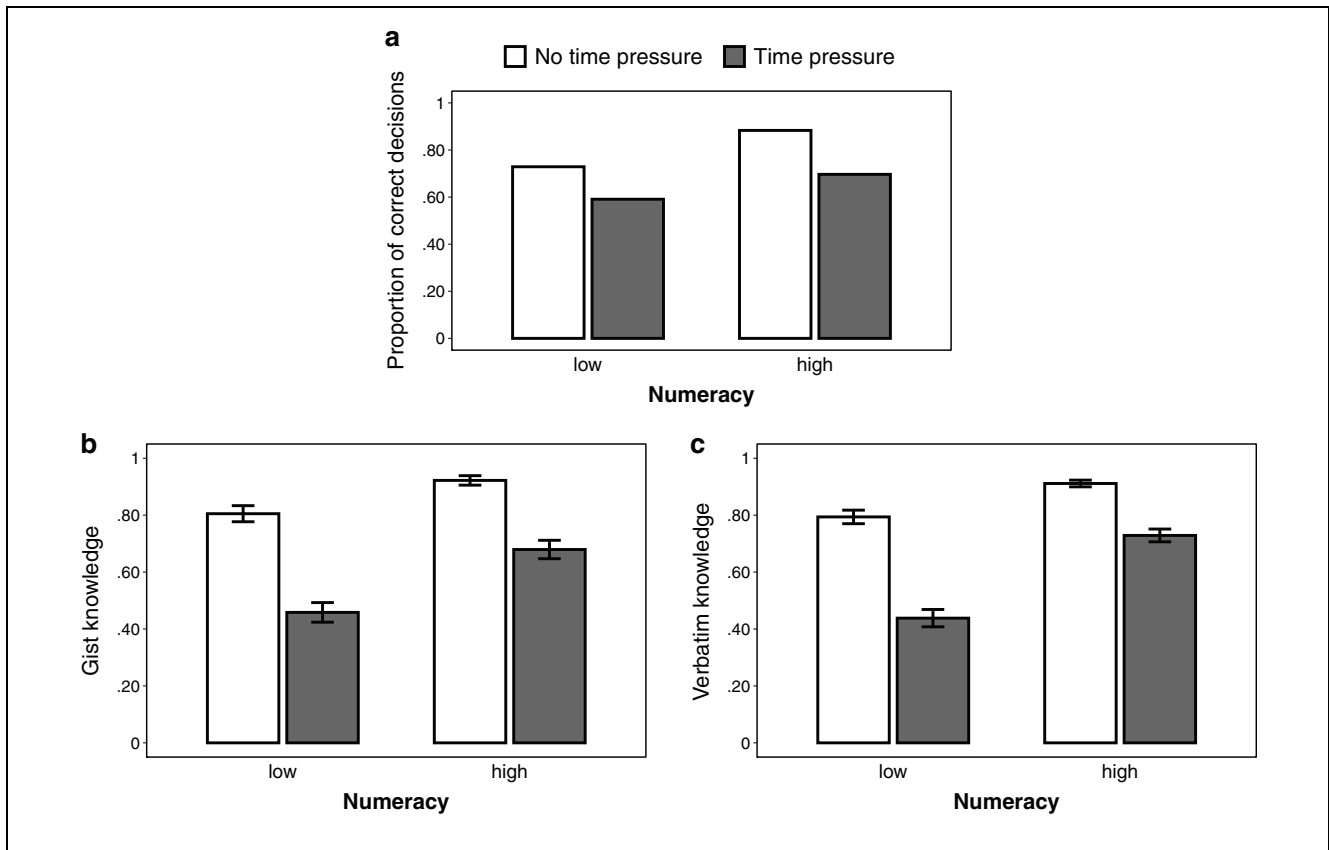 a
No time pressure Time pressure
Proportion of correct decisions
1
.80
.60
.40
.20
0
low high
Numeracy
b
Gist knowledge
1
.80
.60
.40
.20
0
low high
Numeracy
c
Verbatim knowledge
1
.80
.60
.40
.20
0
low high
Numeracy